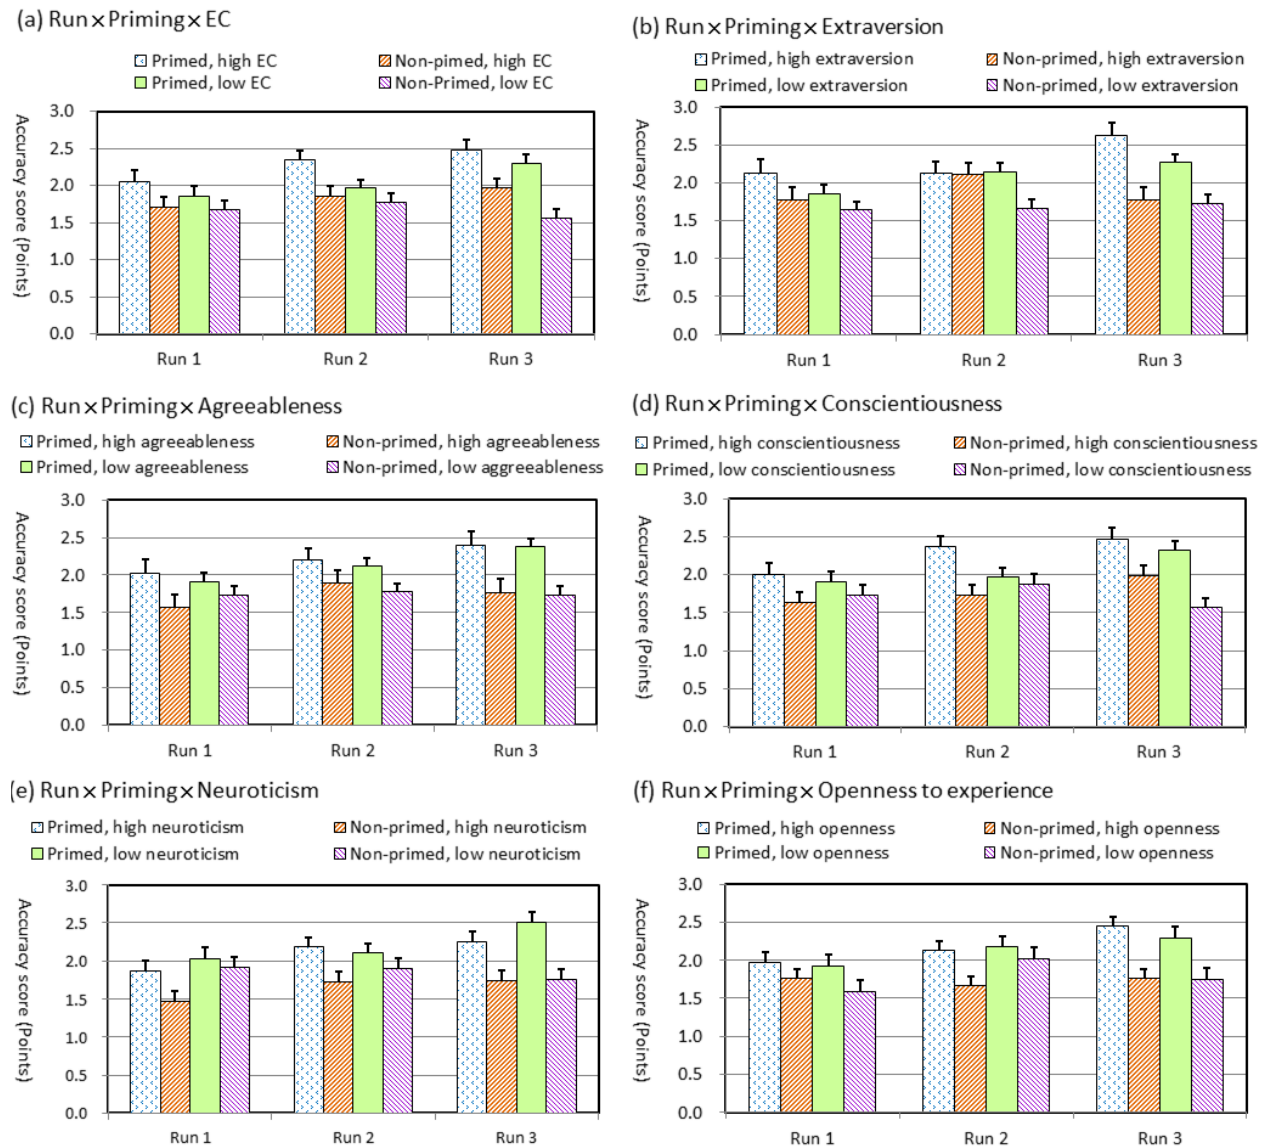 (a) Run × Priming × EC
Primed, high EC
Non-pimed, high EC
Primed, low EC
Non-Primed, low EC
Accuracy score (Points)
3.0
2.5
2.0
1.5
1.0
0.5
0.0
Run 1
Run 2
Run 3
(b) Run × Priming × Extraversion
Primed, high extraversion
Non-primed, high extraversion
Primed, low extraversion
Non-primed, low extraversion
Accuracy score (Points)
3.0
2.5
2.0
1.5
1.0
0.5
0.0
Run 1
Run 2
Run 3
(c) Run × Priming × Agreeableness
Primed, high agreeableness
Non-primed, high agreeableness
Primed, low agreeableness
Non-primed, low aggreeableness
Accuracy score (Points)
3.0
2.5
2.0
1.5
1.0
0.5
0.0
Run 1
Run 2
Run 3
(d) Run × Priming × Conscientiousness
Primed, high conscientiousness
Non-primed, high conscientiousness
Primed, low conscientiousness
Non-primed, low conscientiousness
Accuracy score (Points)
3.0
2.5
2.0
1.5
1.0
0.5
0.0
Run 1
Run 2
Run 3
(e) Run × Priming × Neuroticism
Primed, high neuroticism
Non-primed, high neuroticism
Primed, low neuroticism
Non-primed, low neuroticism
Accuracy score (Points)
3.0
2.5
2.0
1.5
1.0
0.5
0.0
Run 1
Run 2
Run 3
(f) Run × Priming × Openness to experience
Primed, high openness
Non-primed, high openness
Primed, low openness
Non-primed, low openness
Accuracy score (Points)
3.0
2.5
2.0
1.5
1.0
0.5
0.0
Run 1
Run 2
Run 3